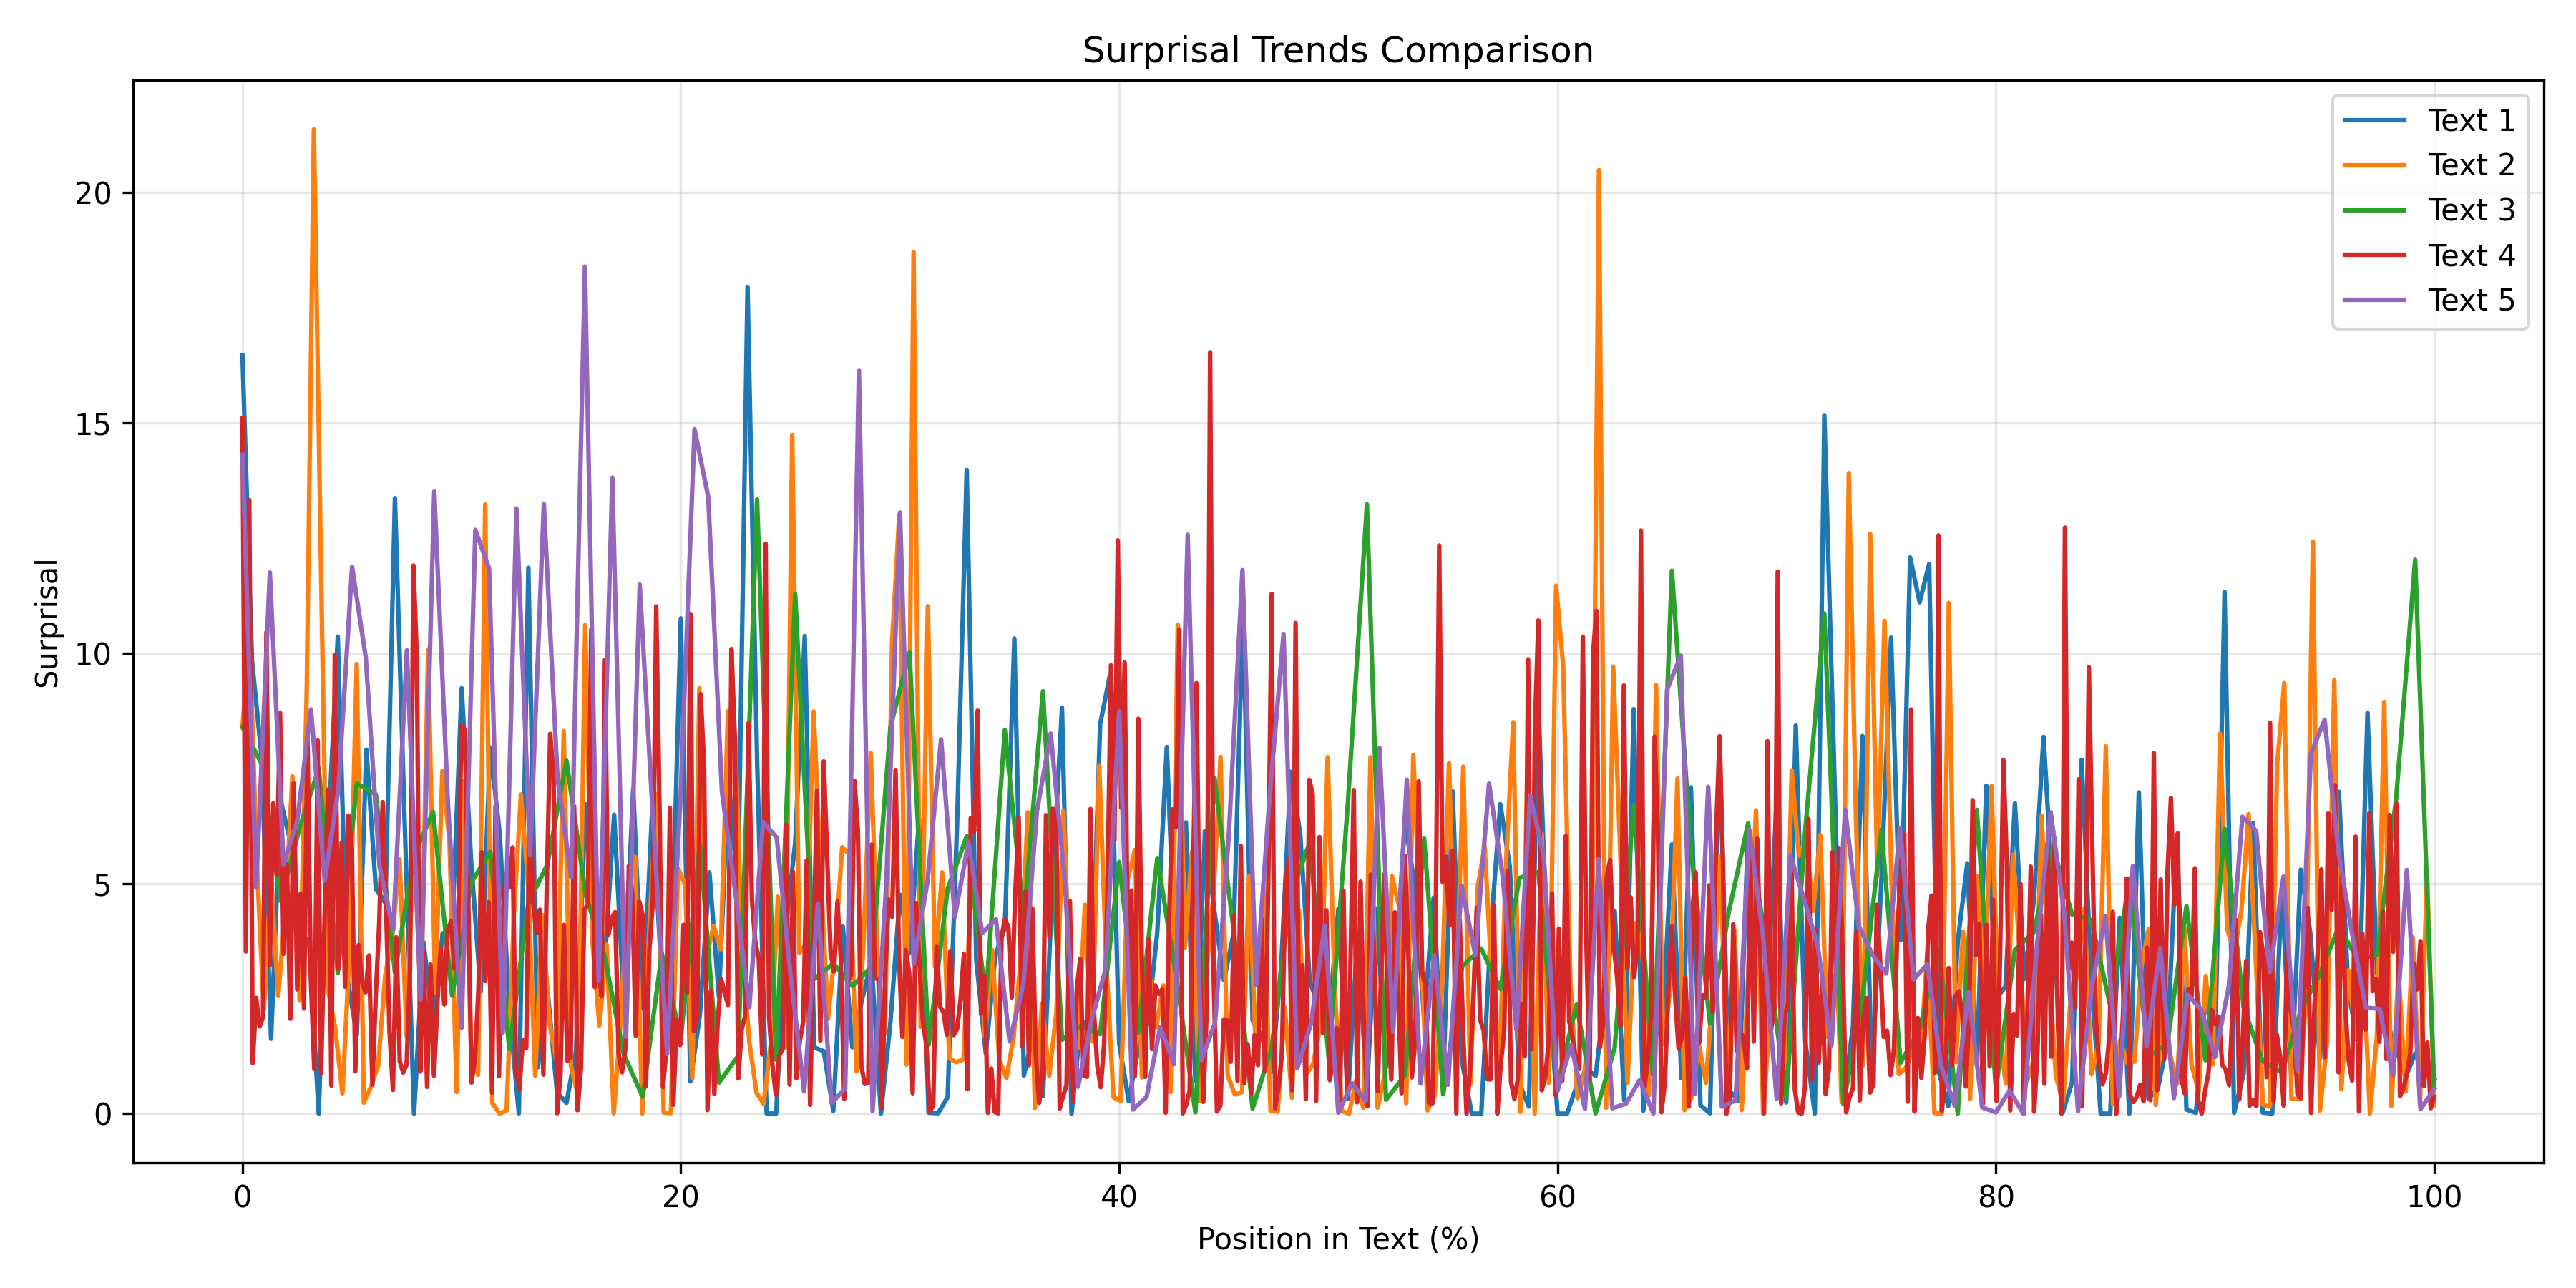 Surprisal Trends Comparison
Text 1
Text 2
Text 3
Text 4
Text 5
20
15
10
5
0
Surprisal
0 20 40 60 80 100
Position in Text (%)